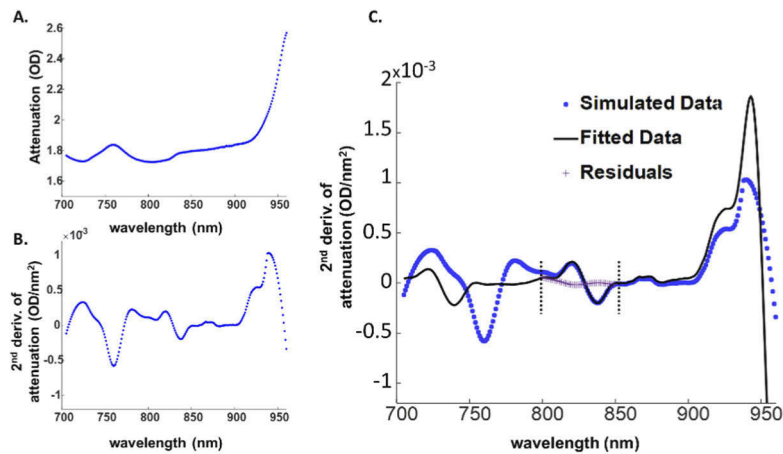 A.
2.6
2.4
2.2
2
1.8
1.6
Attenuation (OD)
700 750 800 850 900 950
wavelength (nm)
B.
×10-3
1
0.5
0
-0.5
-1
2nd deriv. of
attenuation (OD/nm2)
700 750 800 850 900 950
wavelength (nm)
C.
2×10-3
1.5
1
0.5
0
-0.5
-1
2nd deriv. of
attenuation (OD/nm2)
Simulated Data
Fitted Data
Residuals
700 750 800 850 900 950
wavelength (nm)